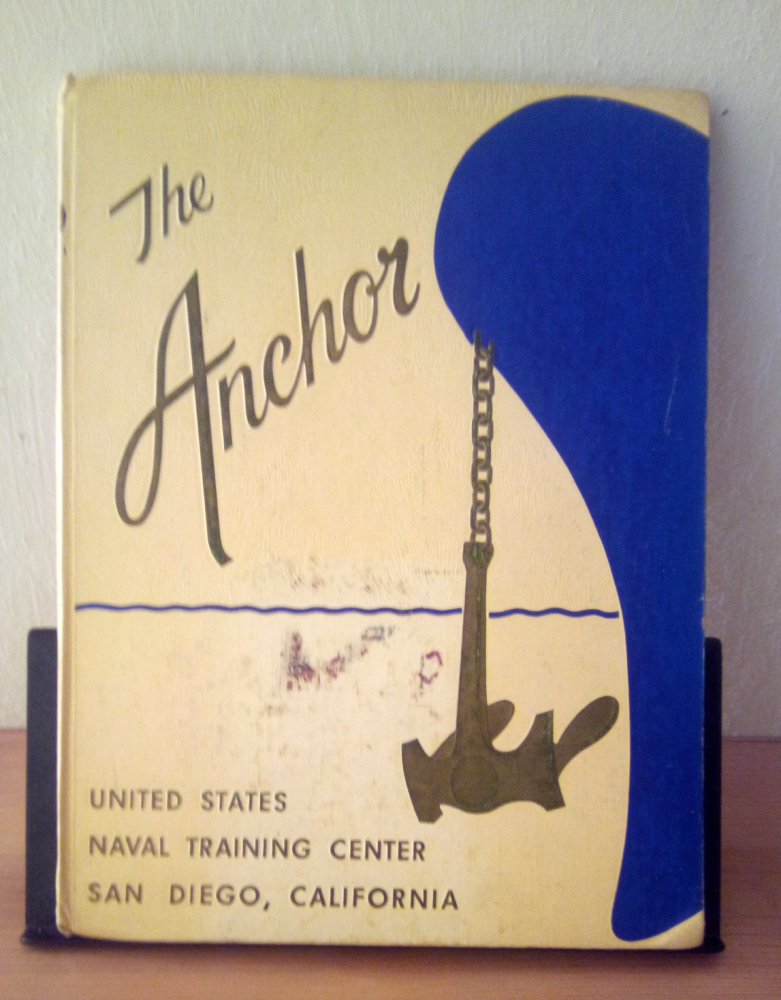 The
Anchor
UNITED STATES
NAVAL TRAINING CENTER
SAN DIEGO, CALIFORNIA